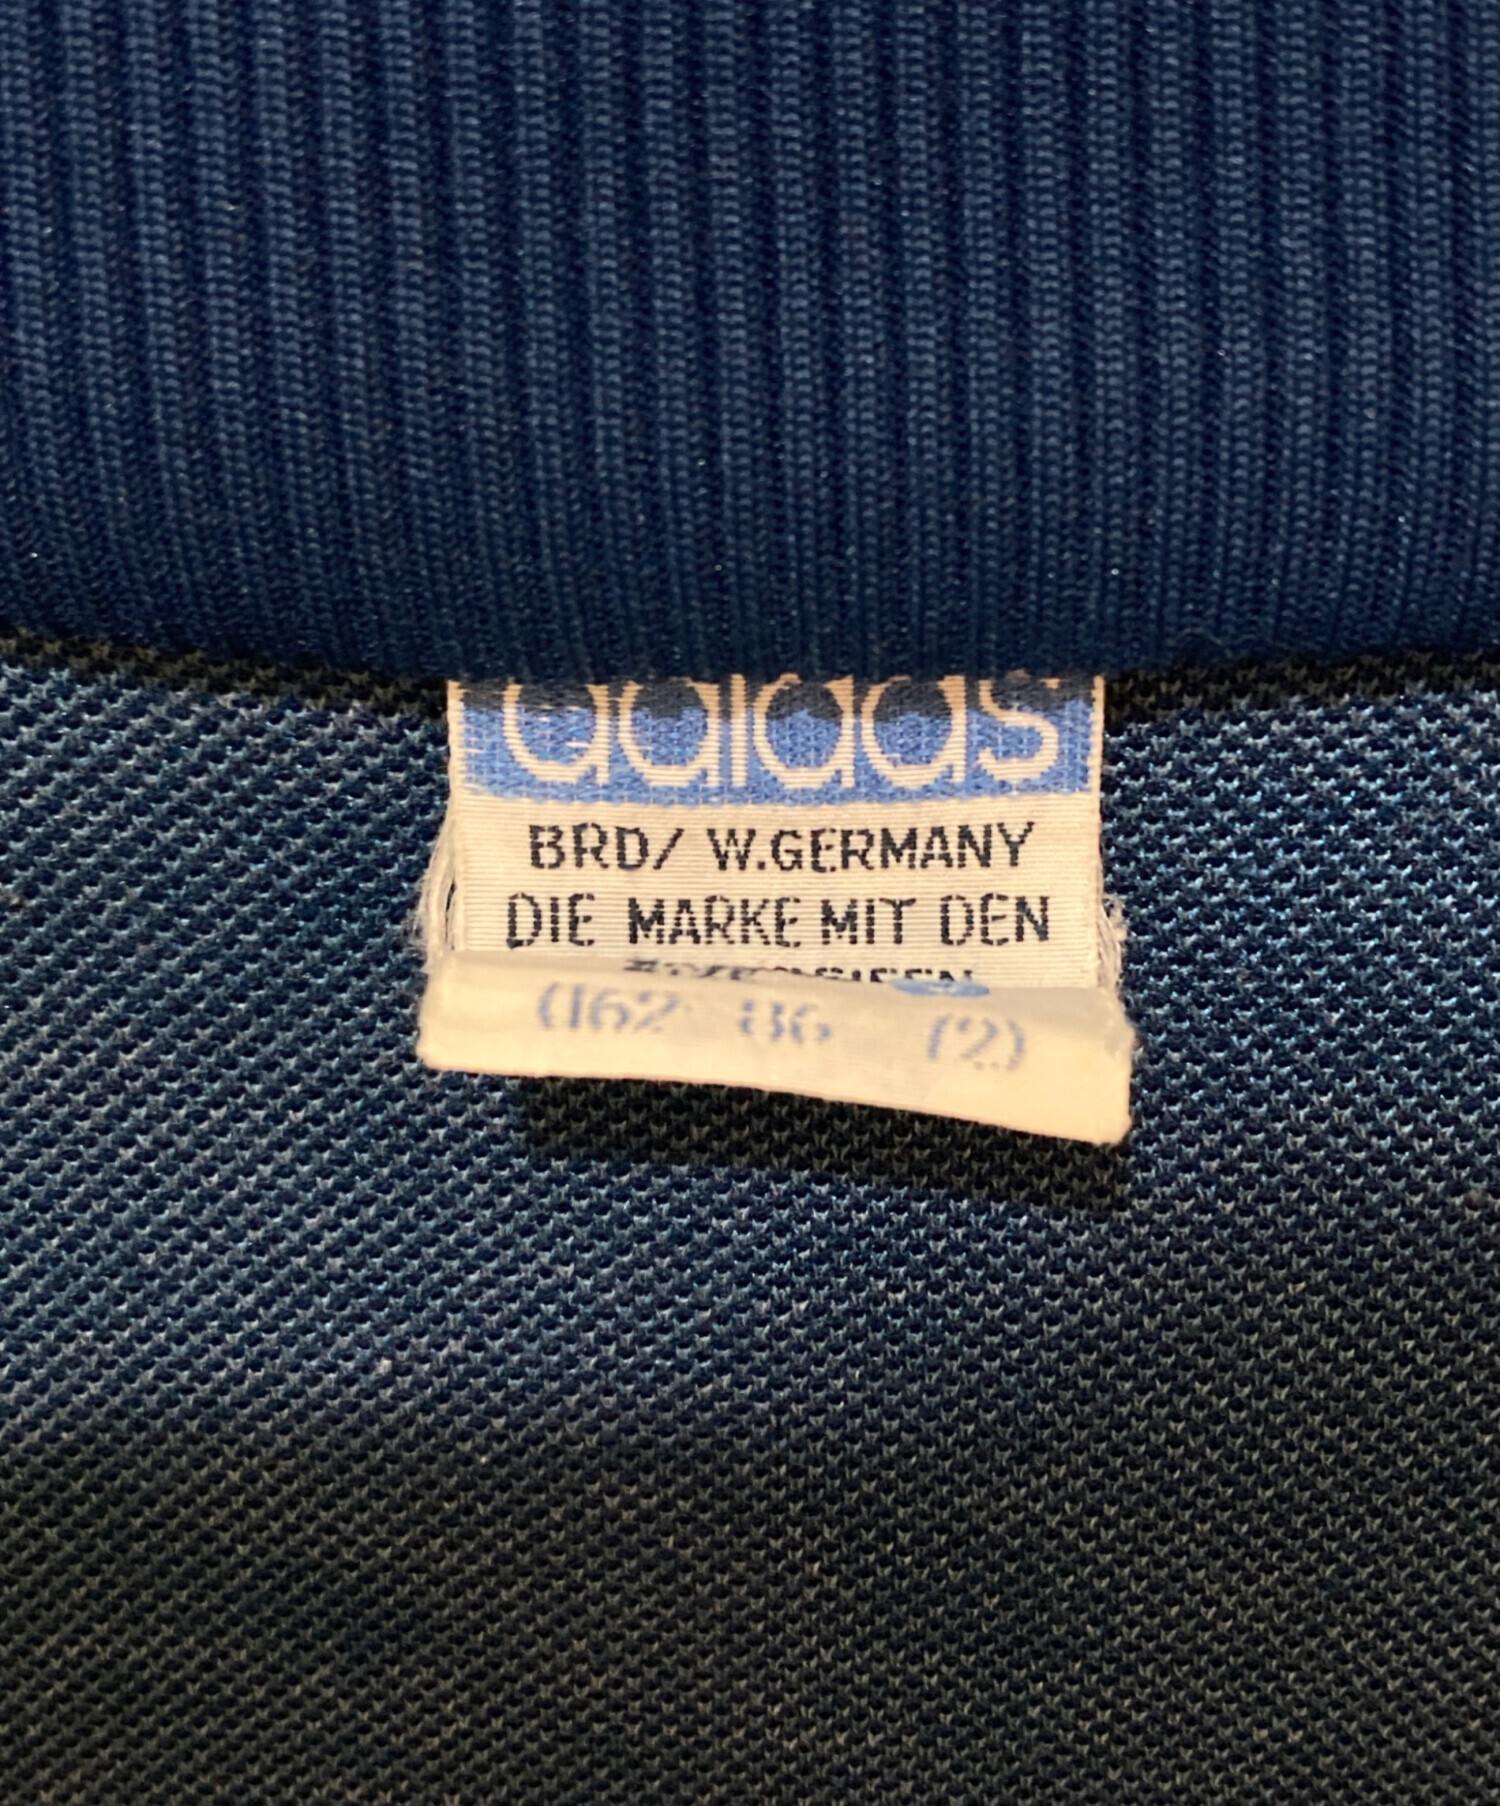 adidas
BRD/ W.GERMANY
DIE MARKE MIT DEN
(162 86 (2)